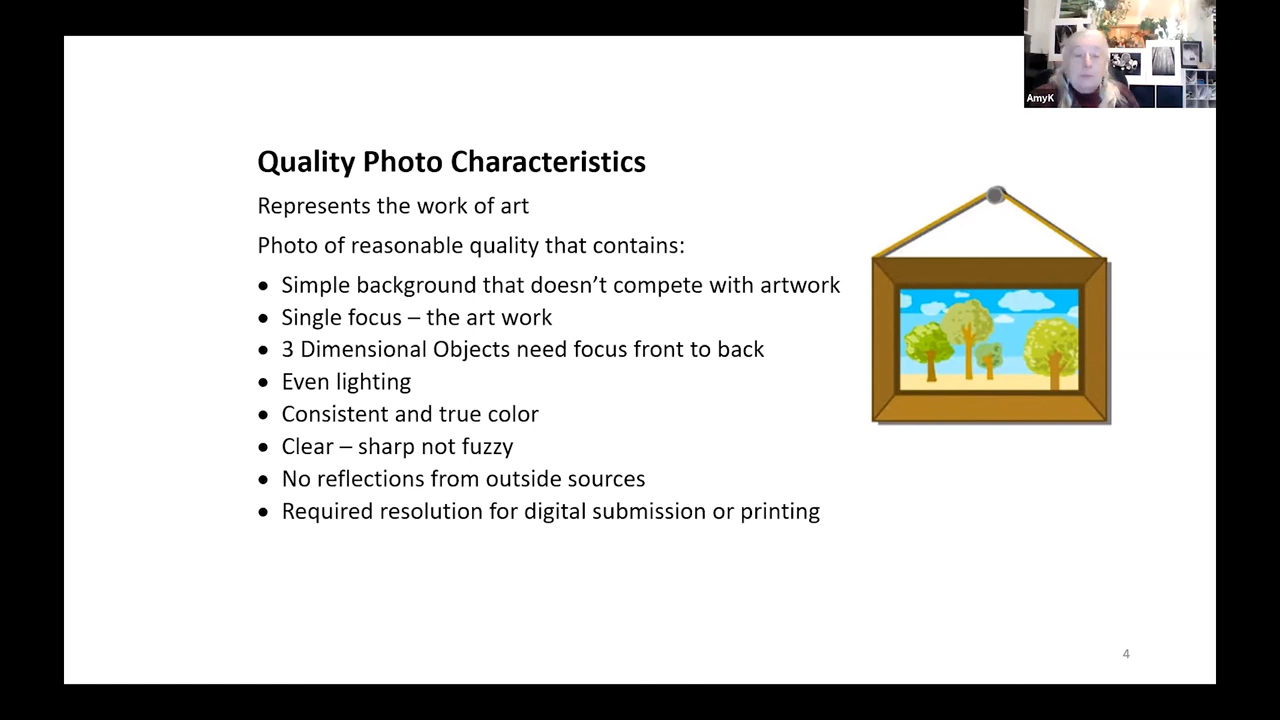 AmyK
Quality Photo Characteristics
Represents the work of art
Photo of reasonable quality that contains:
• Simple background that doesn’t compete with artwork
• Single focus – the art work
• 3 Dimensional Objects need focus front to back
• Even lighting
• Consistent and true color
• Clear – sharp not fuzzy
• No reflections from outside sources
• Required resolution for digital submission or printing
4